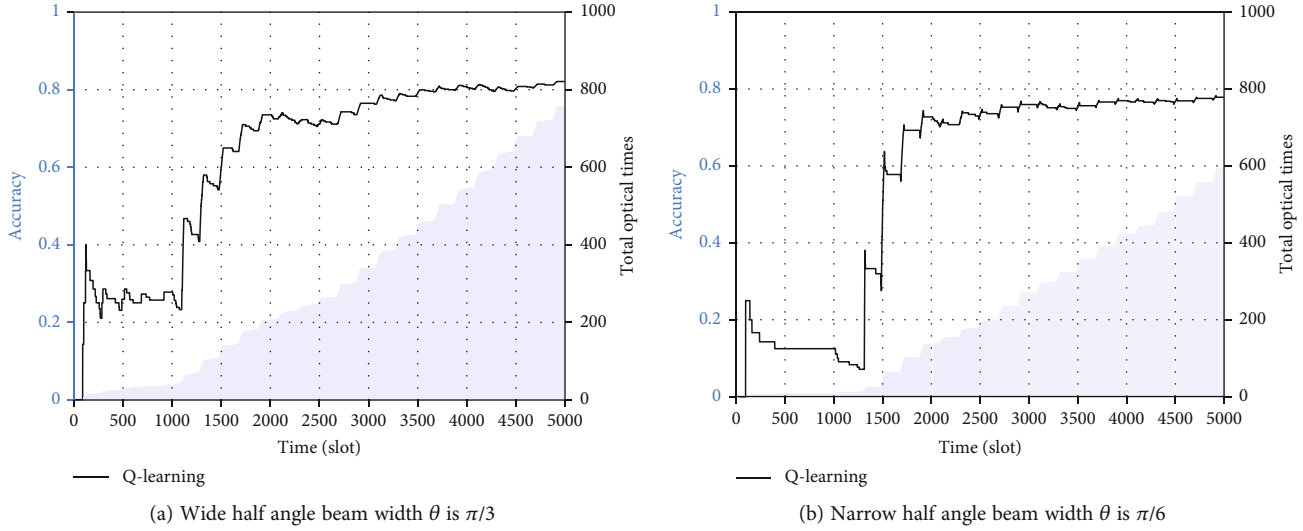 1
0.8
0.6
0.4
0.2
0
Accuracy
1000
800
600
400
200
0
Total optical times
0 500 1000 1500 2000 2500 3000 3500 4000 4500 5000
Time (slot)
Q-learning
(a) Wide half angle beam width θ is π/3
1
0.8
0.6
0.4
0.2
0
Accuracy
1000
800
600
400
200
0
Total optical times
0 500 1000 1500 2000 2500 3000 3500 4000 4500 5000
Time (slot)
Q-learning
(b) Narrow half angle beam width θ is π/6